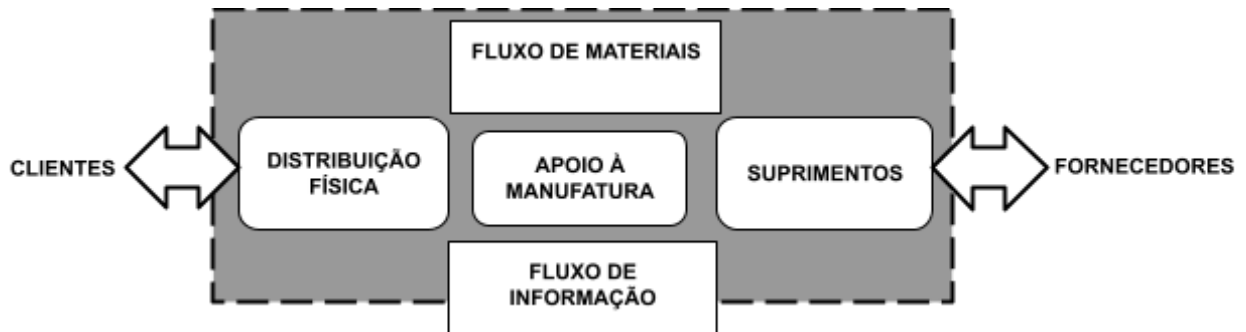 FLUXO DE MATERIAIS
CLIENTES
DISTRIBUIÇÃO
FÍSICA
APOIO À
MANUFATURA
SUPRIMENTOS
FORNECEDORES
FLUXO DE
INFORMAÇÃO